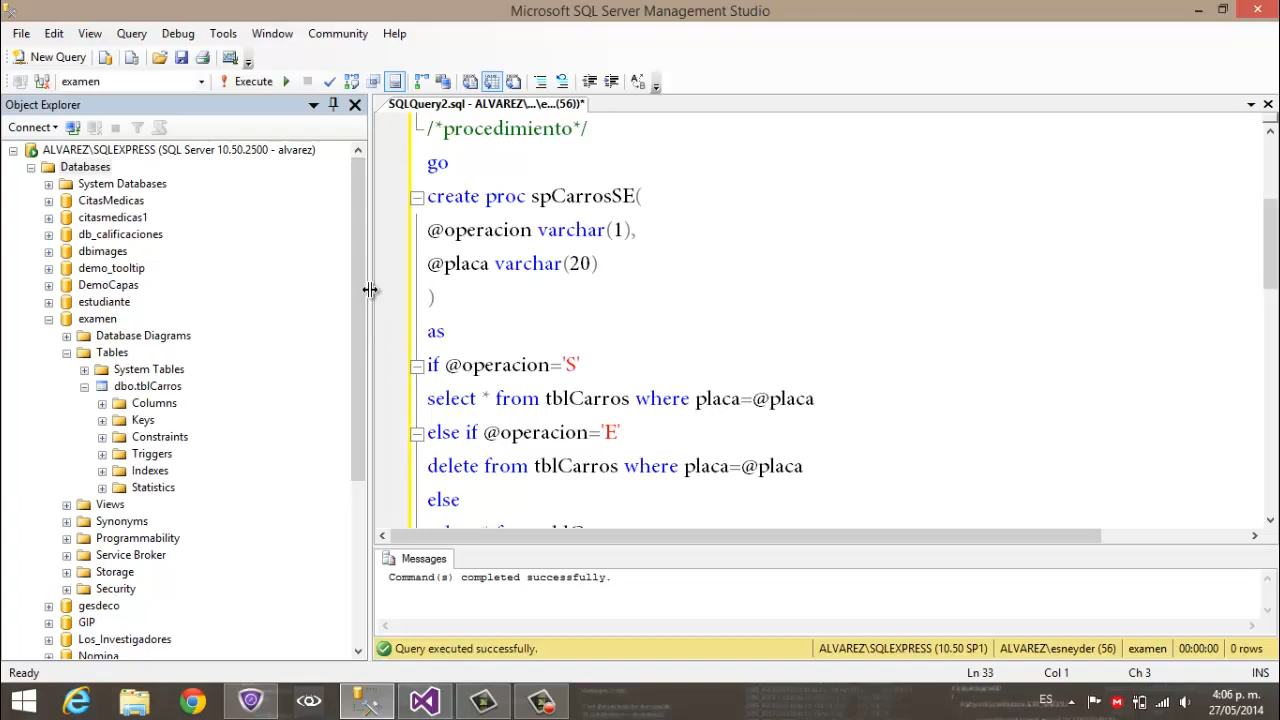 Microsoft SQL Server Management Studio
File Edit View Query Debug Tools Window Community Help
New Query
examen Execute
Object Explorer
SQLQuery2.sql - ALVAREZ\...\e...(56))*
Connect
ALVAREZ\SQLEXPRESS (SQL Server 10.50.2500 - alvarez)
Databases
System Databases
CitasMedicas
citasmedicas1
db_calificaciones
dbimages
demo_tooltip
DemoCapas
estudiante
examen
Database Diagrams
Tables
System Tables
dbo.tblCarros
Columns
Keys
Constraints
Triggers
Indexes
Statistics
Views
Synonyms
Programmability
Service Broker
Storage
Security
gesdeco
GIP
Los_Investigadores
Nomina
/*procedimiento*/
go
create proc spCarrosSE(
@operacion varchar(1),
@placa varchar(20)
)
as
if @operacion='S'
select * from tblCarros where placa=@placa
else if @operacion='E'
delete from tblCarros where placa=@placa
else
Messages
Command(s) completed successfully.
Query executed successfully. ALVAREZ\SQLEXPRESS (10.50 SP1) ALVAREZ\esneyder (56) examen 00:00:00 0 rows
Ready Ln 33 Col 1 Ch 3 INS
ES
4:06 p. m.
27/05/2014